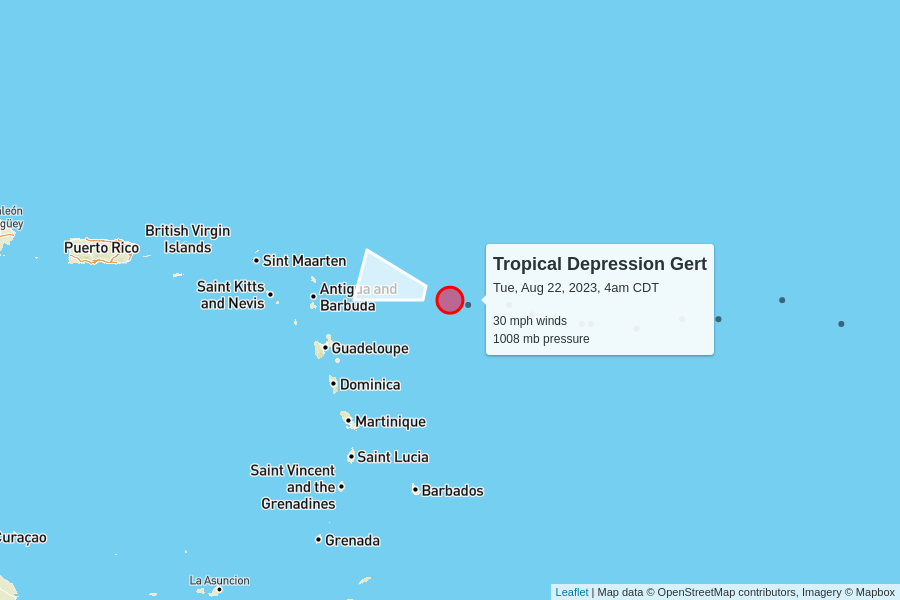 aleón
güey
British Virgin
Islands
Puerto Rico
Sint Maarten
Saint Kitts
and Nevis
Antigua and
Barbuda
Tropical Depression Gert
Tue, Aug 22, 2023, 4am CDT
30 mph winds
1008 mb pressure
Guadeloupe
Dominica
Martinique
Saint Lucia
Saint Vincent
and the
Grenadines
Barbados
Curaçao
Grenada
La Asuncion
Leaflet | Map data © OpenStreetMap contributors, Imagery © Mapbox